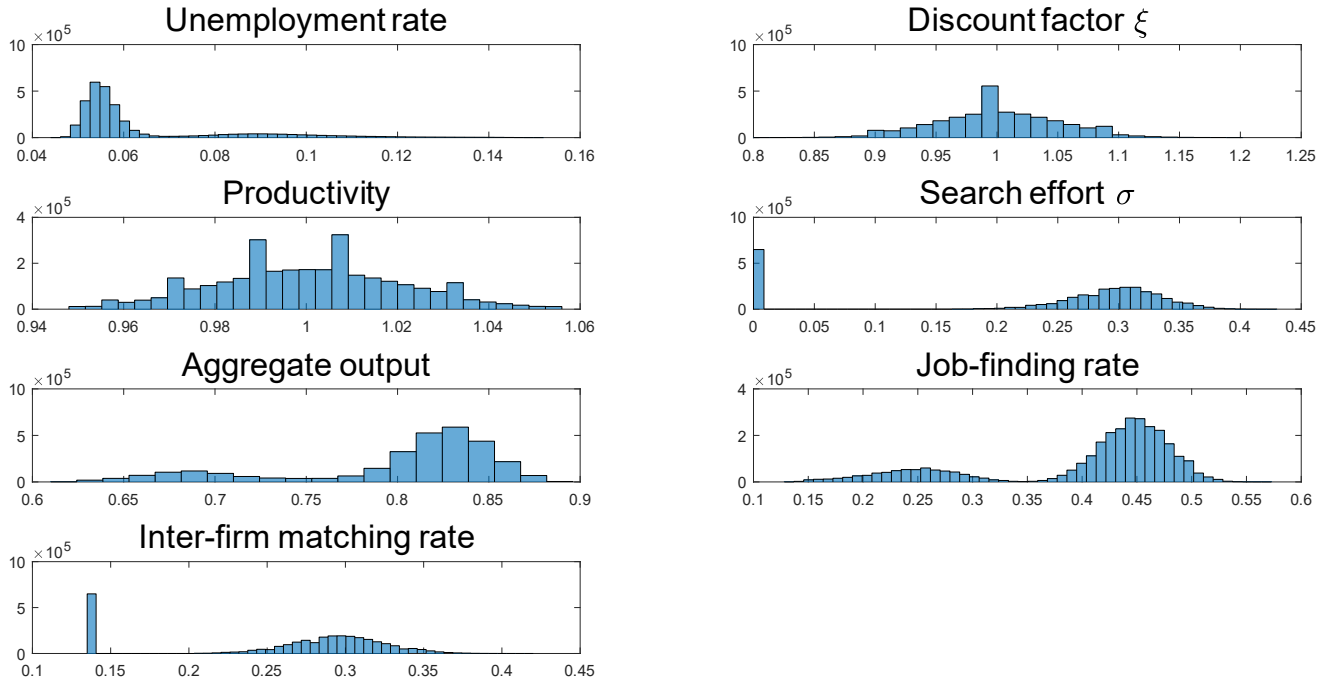 Unemployment rate
× 10^5
10
5
0
0.04 0.06 0.08 0.1 0.12 0.14 0.16
Discount factor ξ
× 10^5
10
5
0
0.8 0.85 0.9 0.95 1 1.05 1.1 1.15 1.2 1.25
Productivity
× 10^5
4
2
0
0.94 0.96 0.98 1 1.02 1.04 1.06
Search effort σ
× 10^5
10
5
0
0 0.05 0.1 0.15 0.2 0.25 0.3 0.35 0.4 0.45
Aggregate output
× 10^5
10
5
0
0.6 0.65 0.7 0.75 0.8 0.85 0.9
Job-finding rate
× 10^5
4
2
0
0.1 0.15 0.2 0.25 0.3 0.35 0.4 0.45 0.5 0.55 0.6
Inter-firm matching rate
× 10^5
10
5
0
0.1 0.15 0.2 0.25 0.3 0.35 0.4 0.45